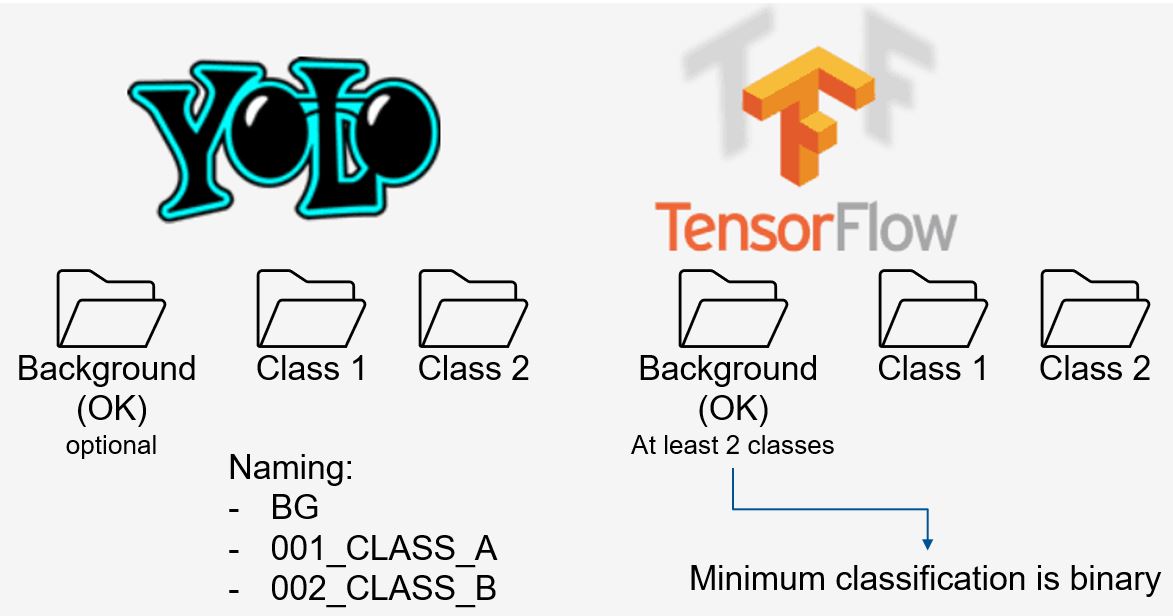 YOLO
TF
TensorFlow
Background
(OK)
optional
Class 1
Class 2
Naming:
- BG
- 001_CLASS_A
- 002_CLASS_B
Background
(OK)
At least 2 classes
Class 1
Class 2
Minimum classification is binary